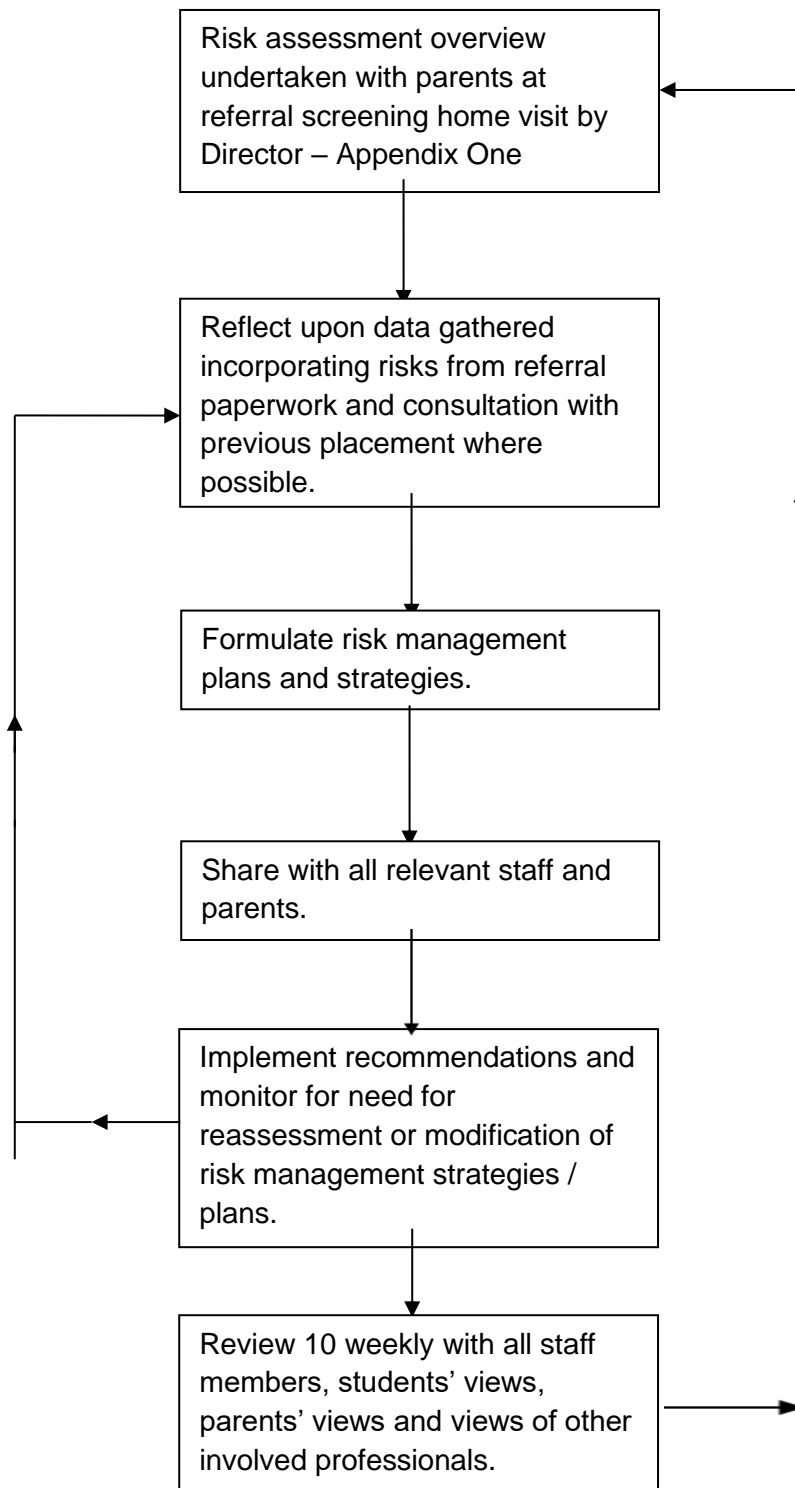 Risk assessment overview
undertaken with parents at
referral screening home visit by
Director – Appendix One
Reflect upon data gathered
incorporating risks from referral
paperwork and consultation with
previous placement where
possible.
Formulate risk management
plans and strategies.
Share with all relevant staff and
parents.
Implement recommendations and
monitor for need for
reassessment or modification of
risk management strategies /
plans.
Review 10 weekly with all staff
members, students’ views,
parents’ views and views of other
involved professionals.